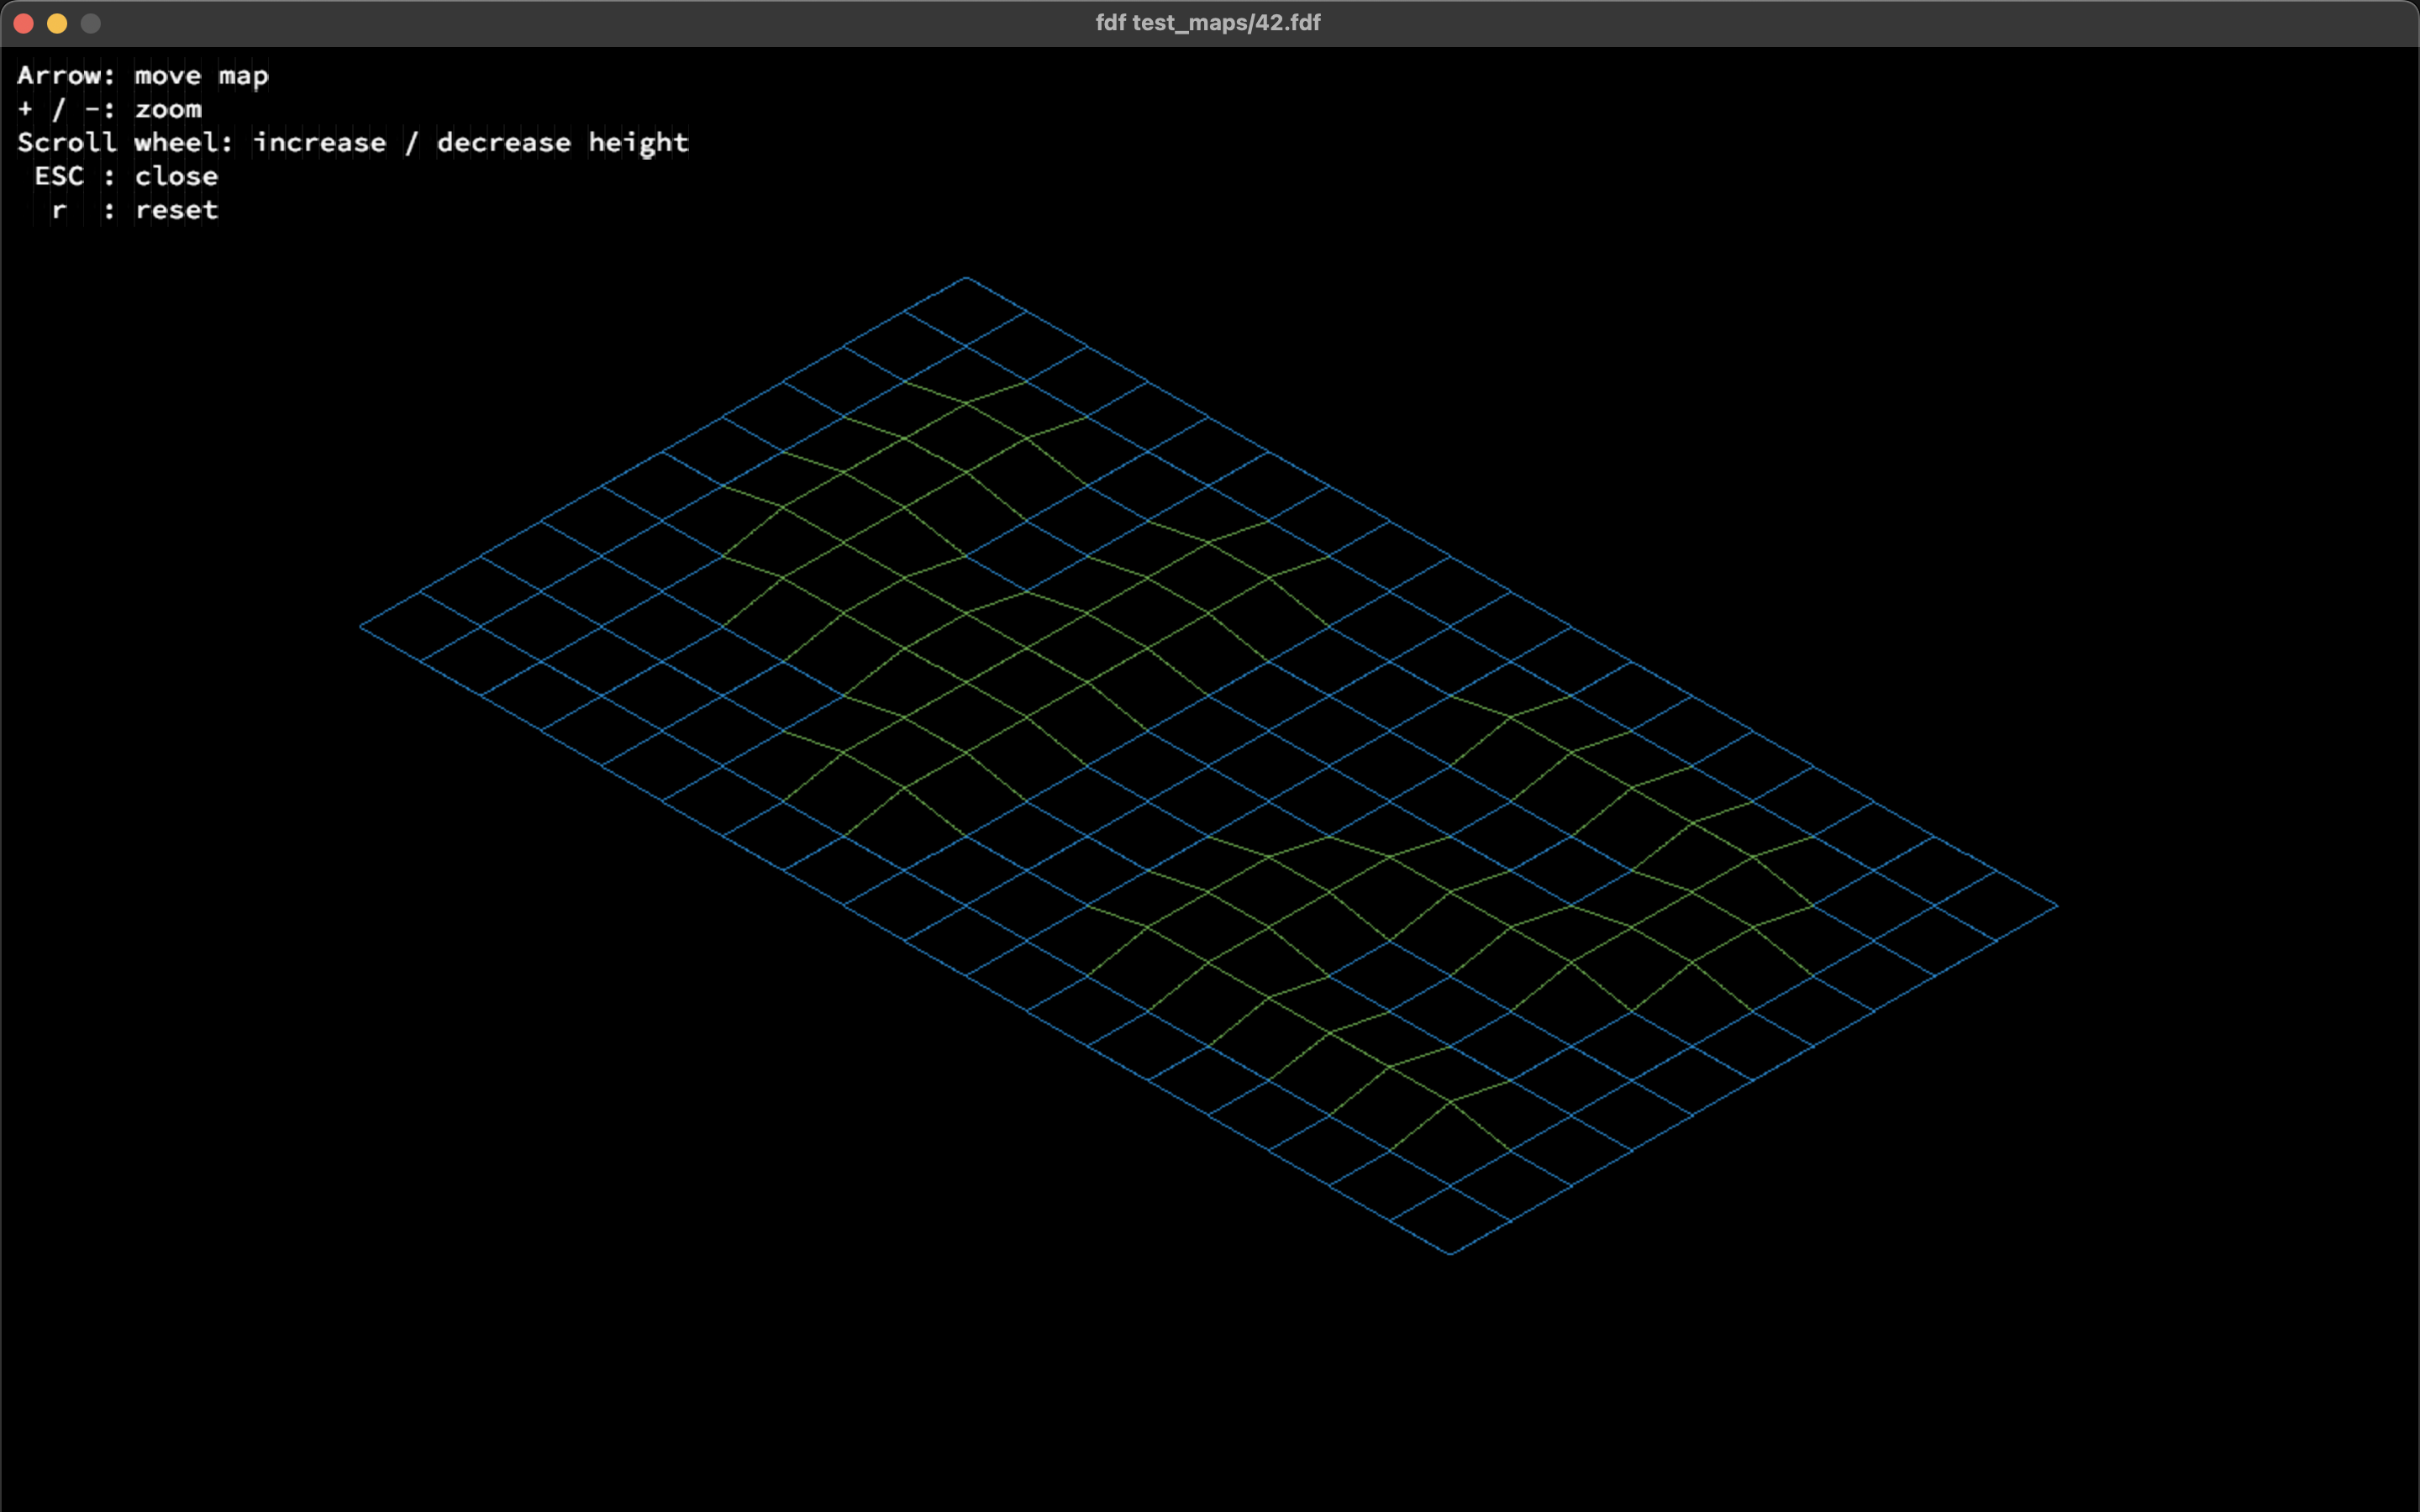 fdf test_maps/42.fdf
Arrow: move map
+ / -: zoom
Scroll wheel: increase / decrease height
ESC : close
r : reset